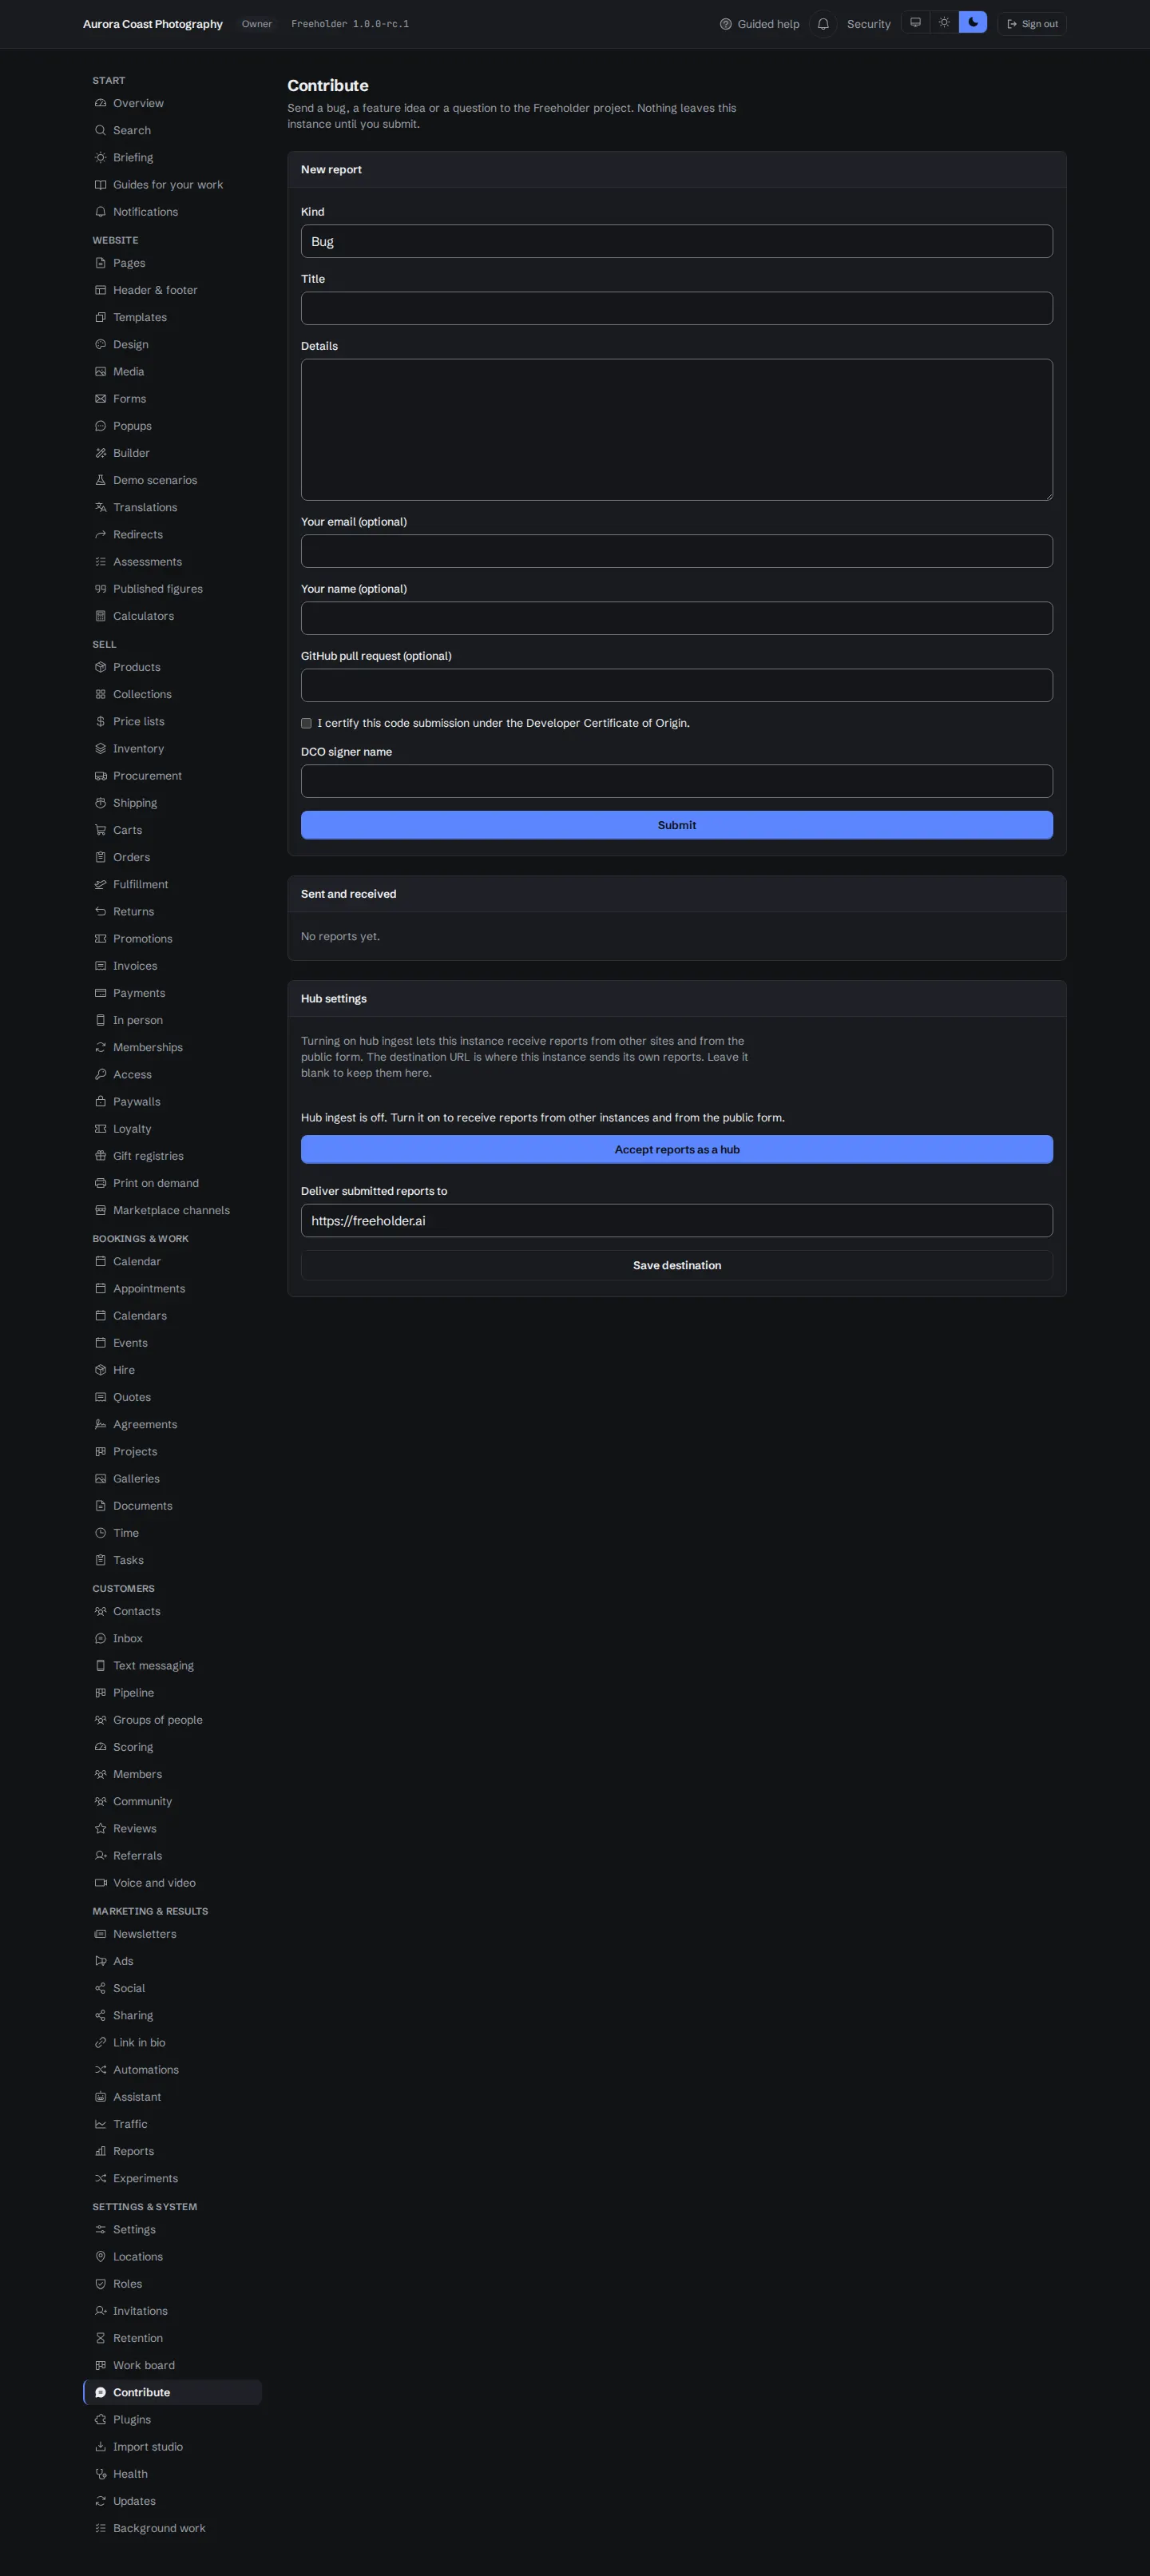 Aurora Coast Photography Owner Freeholder 1.0.0-rc.1 Guided help Security Sign out
START
Overview
Search
Briefing
Guides for your work
Notifications
WEBSITE
Pages
Header & footer
Templates
Design
Media
Forms
Popups
Builder
Demo scenarios
Translations
Redirects
Assessments
Published figures
Calculators
SELL
Products
Collections
Price lists
Inventory
Procurement
Shipping
Carts
Orders
Fulfillment
Returns
Promotions
Invoices
Payments
In person
Memberships
Access
Paywalls
Loyalty
Gift registries
Print on demand
Marketplace channels
BOOKINGS & WORK
Calendar
Appointments
Calendars
Events
Hire
Quotes
Agreements
Projects
Galleries
Documents
Time
Tasks
CUSTOMERS
Contacts
Inbox
Text messaging
Pipeline
Groups of people
Scoring
Members
Community
Reviews
Referrals
Voice and video
MARKETING & RESULTS
Newsletters
Ads
Social
Sharing
Link in bio
Automations
Assistant
Traffic
Reports
Experiments
SETTINGS & SYSTEM
Settings
Locations
Roles
Invitations
Retention
Work board
Contribute
Plugins
Import studio
Health
Updates
Background work
Contribute
Send a bug, a feature idea or a question to the Freeholder project. Nothing leaves this
instance until you submit.
New report
Kind
Bug
Title
Details
Your email (optional)
Your name (optional)
GitHub pull request (optional)
I certify this code submission under the Developer Certificate of Origin.
DCO signer name
Submit
Sent and received
No reports yet.
Hub settings
Turning on hub ingest lets this instance receive reports from other sites and from the
public form. The destination URL is where this instance sends its own reports. Leave it
blank to keep them here.
Hub ingest is off. Turn it on to receive reports from other instances and from the public form.
Accept reports as a hub
Deliver submitted reports to
https://freeholder.ai
Save destination